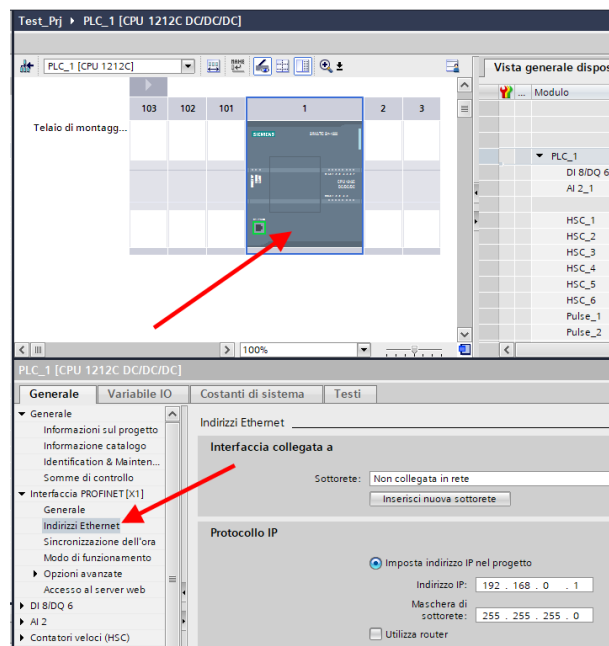 Test_Prj ▸ PLC_1 [CPU 1212C DC/DC/DC]
PLC_1 [CPU 1212C]
Vista generale dispos
... Modulo
103 102 101 1 2 3
Telaio di montagg...
SIEMENS
PLC_1
DI 8/DQ 6
AI 2_1
HSC_1
HSC_2
HSC_3
HSC_4
HSC_5
HSC_6
Pulse_1
Pulse_2
100%
PLC_1 [CPU 1212C DC/DC/DC]
Generale Variabile IO Costanti di sistema Testi
Generale
Informazioni sul progetto
Informazione catalogo
Identification & Mainten...
Somme di controllo
Interfaccia PROFINET [X1]
Generale
Indirizzi Ethernet
Sincronizzazione dell'ora
Modo di funzionamento
Opzioni avanzate
Accesso al server web
DI 8/DQ 6
AI 2
Contatori veloci (HSC)
Indirizzi Ethernet
Interfaccia collegata a
Sottorete: Non collegata in rete
Inserisci nuova sottorete
Protocollo IP
Imposta indirizzo IP nel progetto
Indirizzo IP: 192 . 168 . 0 . 1
Maschera di
sottorete: 255 . 255 . 255 . 0
Utilizza router